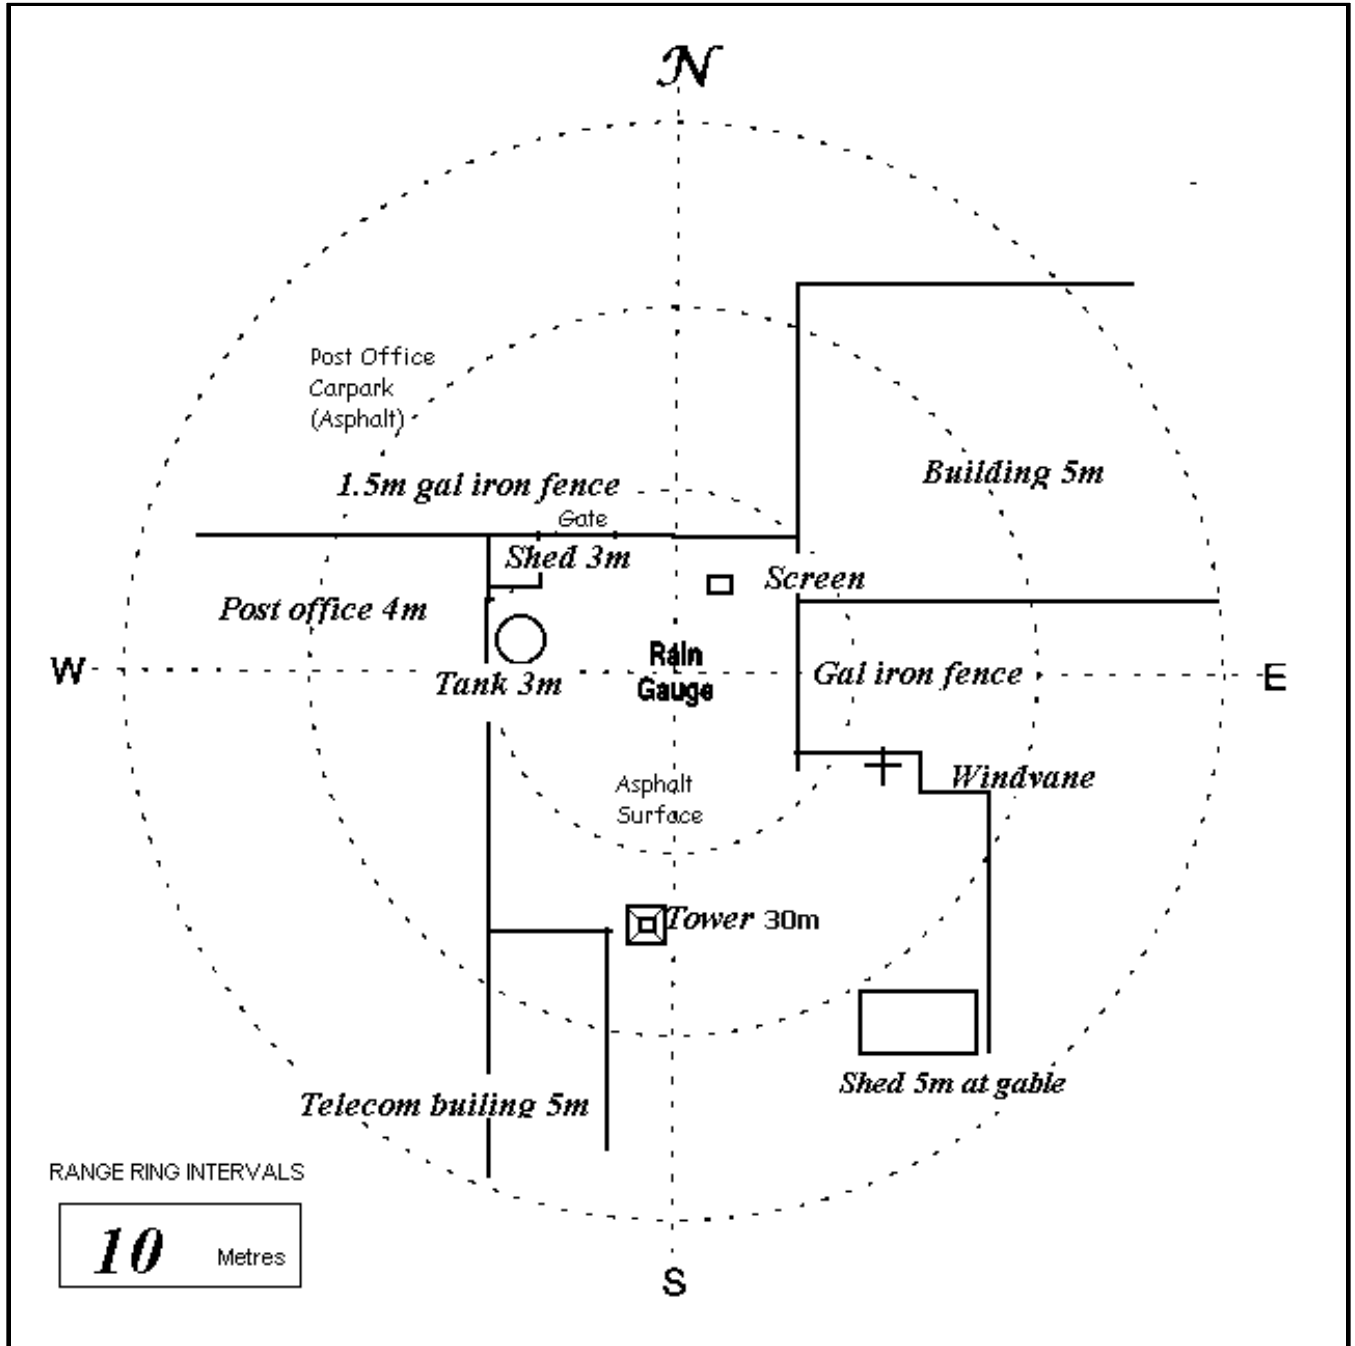 N
Post Office
Carpark
(Asphalt)
1.5m gal iron fence
Building 5m
Gate
Shed 3m
Screen
Post office 4m
Rain
Gauge
W
Tank 3m
Gal iron fence
E
Windvane
Asphalt
Surface
Tower 30m
Shed 5m at gable
Telecom builing 5m
RANGE RING INTERVALS
10 Metres
S